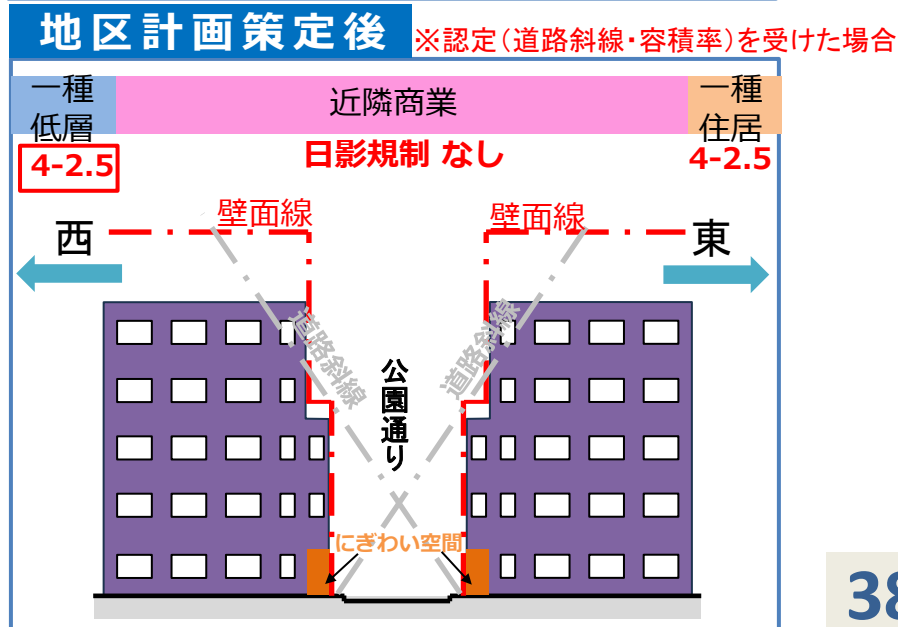 地区計画策定後 ※認定(道路斜線・容積率)を受けた場合
一種
低層
近隣商業
一種
住居
4-2.5
日影規制 なし
4-2.5
壁面線
壁面線
西
東
道路斜線
道路斜線
公園通り
にぎわい空間